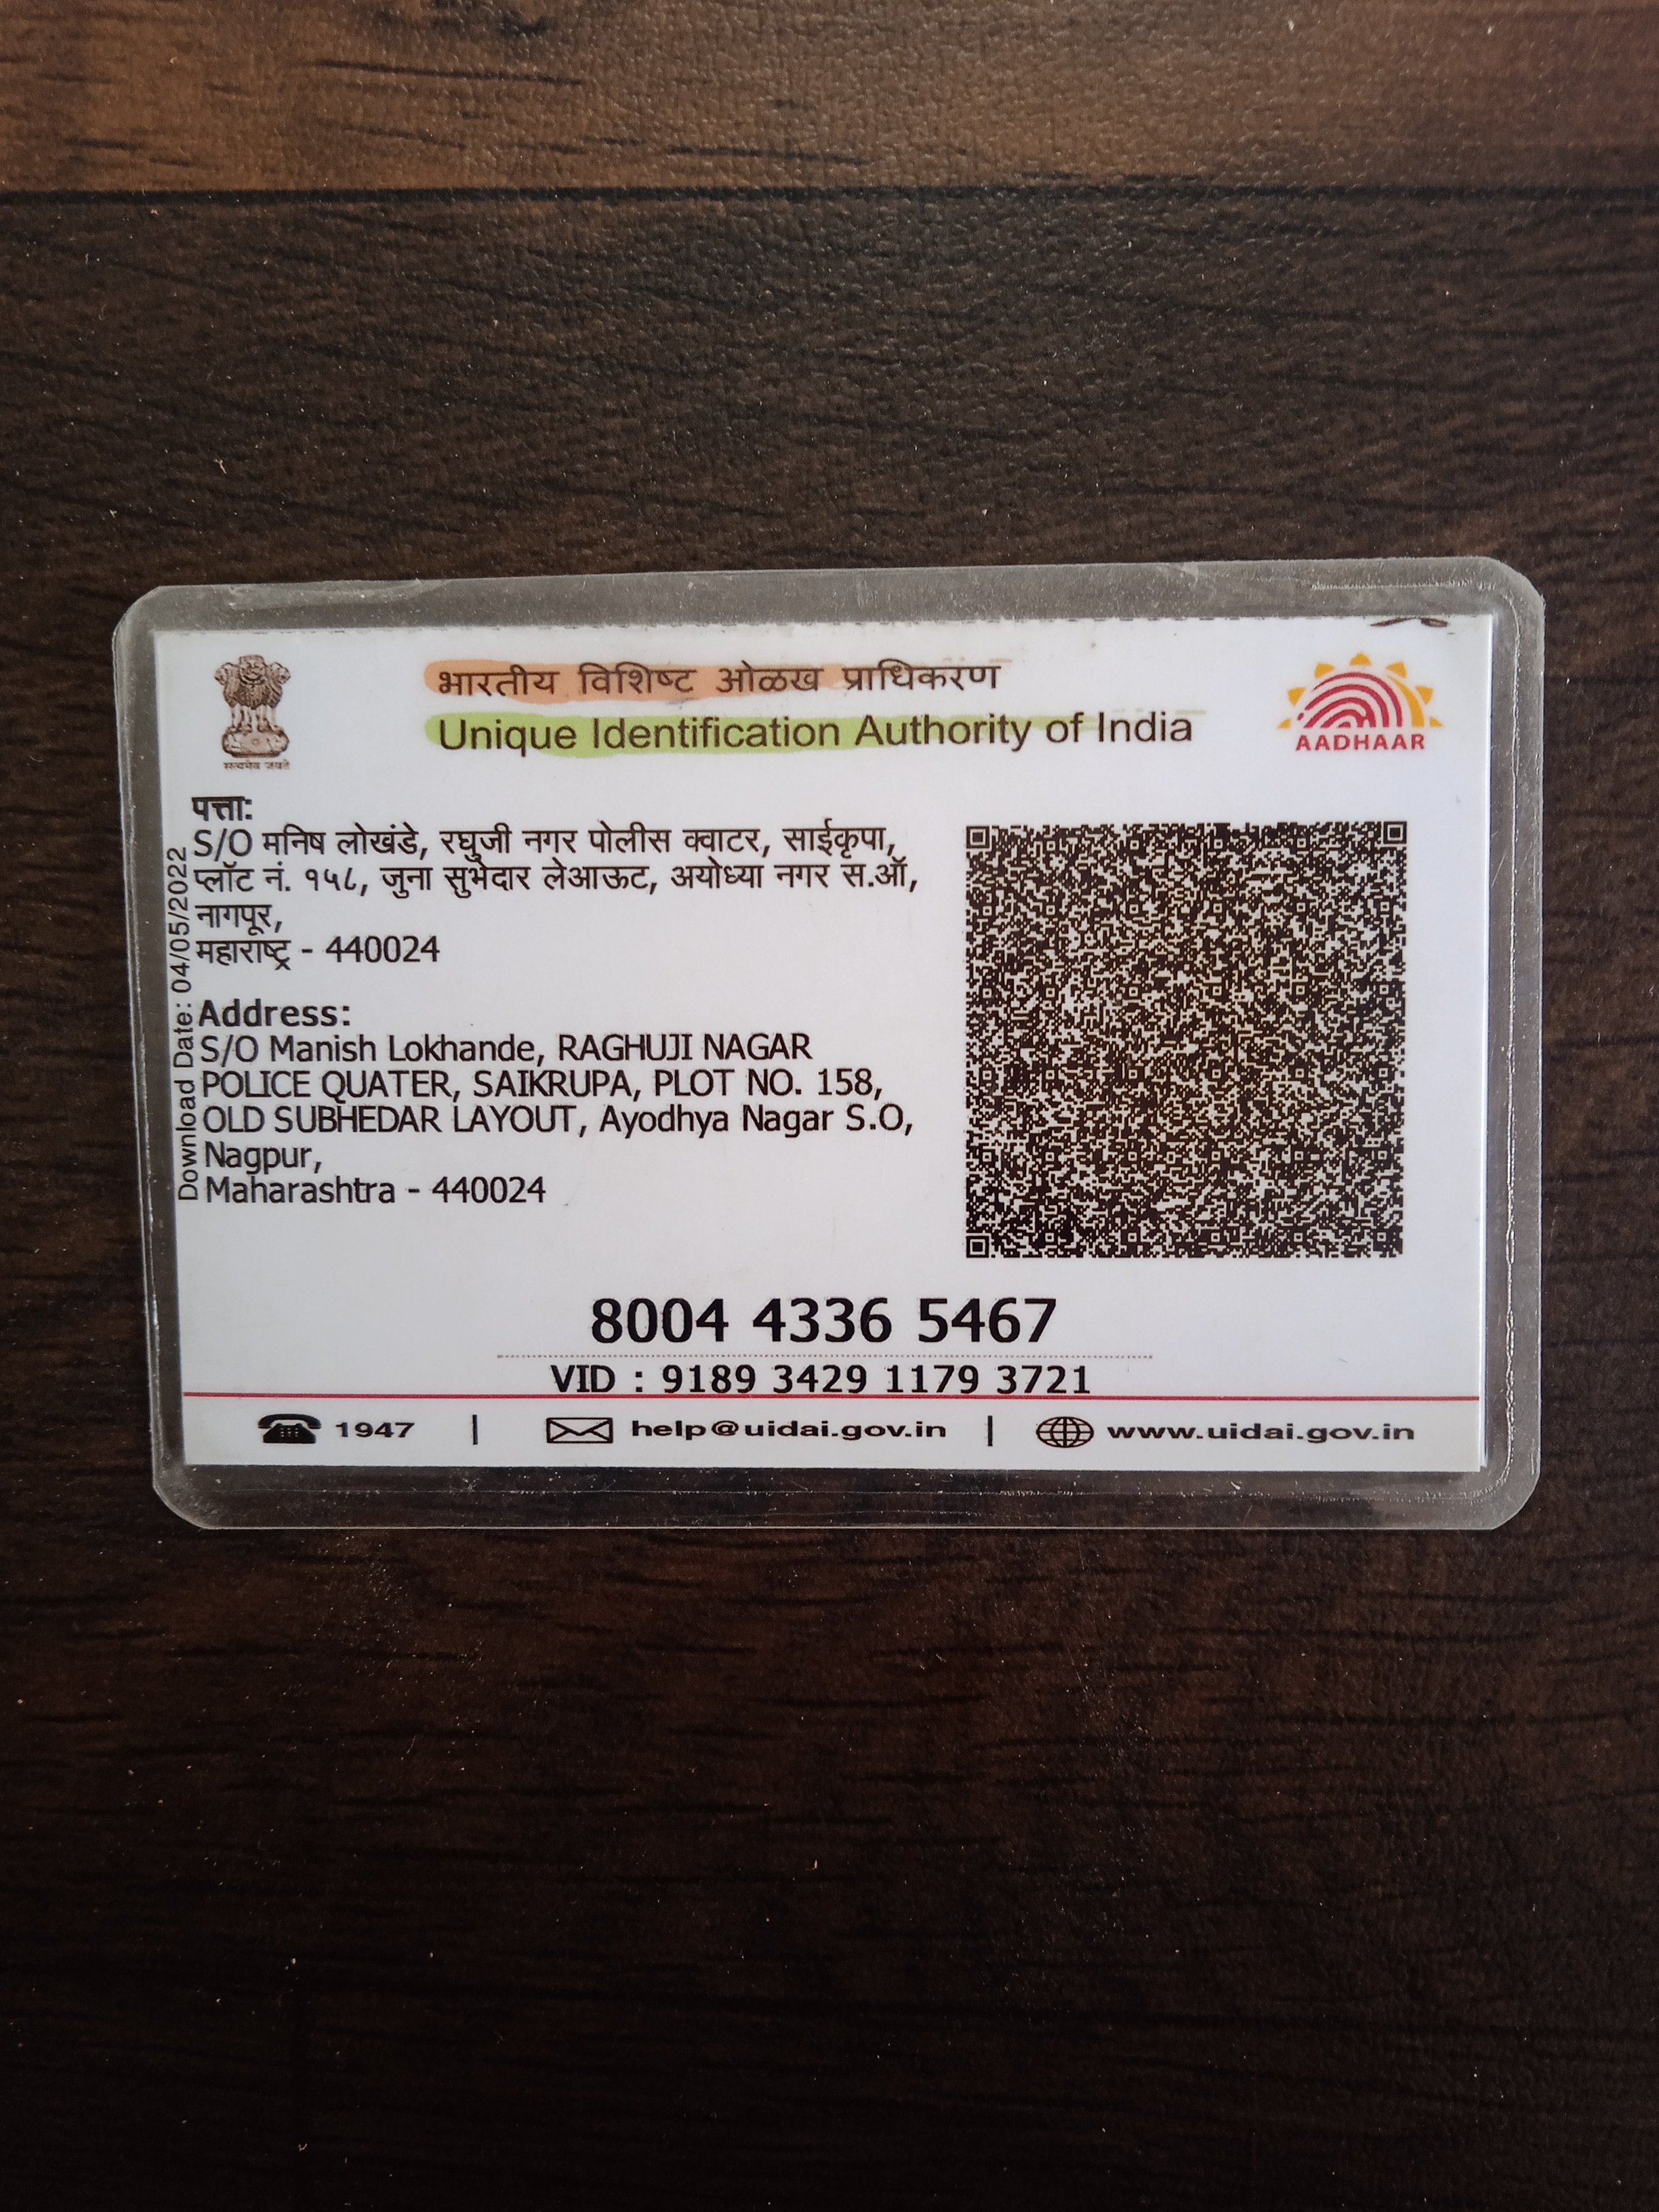 भारतीय विशिष्ट ओळख प्राधिकरण
Unique Identification Authority of India
सत्यमेव जयते
AADHAAR
पत्ता:
S/O मनिष लोखंडे, रघुजी नगर पोलीस क्वाटर, साईकृपा,
प्लॉट नं. १५८, जुना सुभेदार लेआऊट, अयोध्या नगर स.ऑ,
नागपूर,
महाराष्ट्र - 440024
Address:
S/O Manish Lokhande, RAGHUJI NAGAR
POLICE QUATER, SAIKRUPA, PLOT NO. 158,
OLD SUBHEDAR LAYOUT, Ayodhya Nagar S.O,
Nagpur,
Maharashtra - 440024
Download Date: 04/05/2022
8004 4336 5467
VID : 9189 3429 1179 3721
1947 | help@uidai.gov.in | www.uidai.gov.in